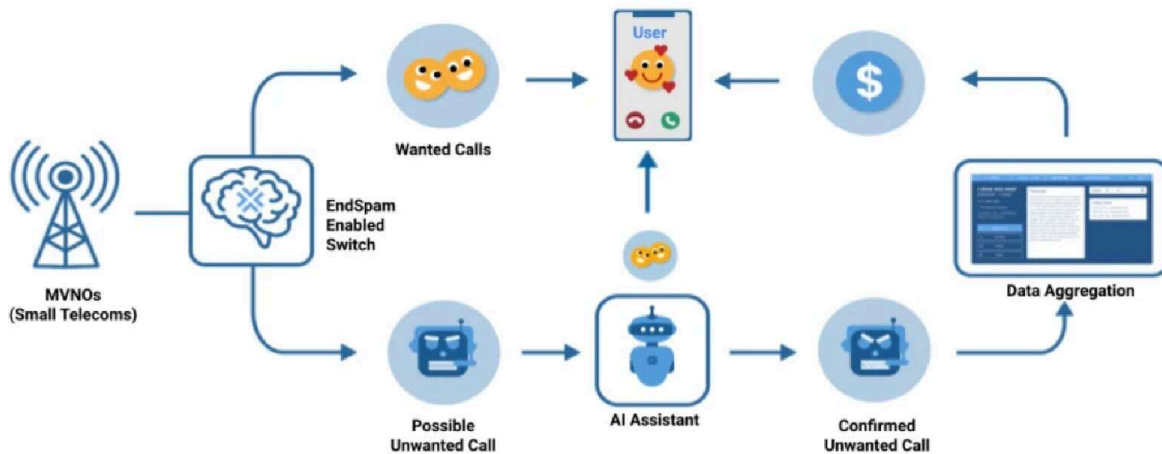 User
$
Wanted Calls
EndSpam
Enabled
Switch
MVNOs
(Small Telecoms)
Data Aggregation
Possible
Unwanted Call
AI Assistant
Confirmed
Unwanted Call